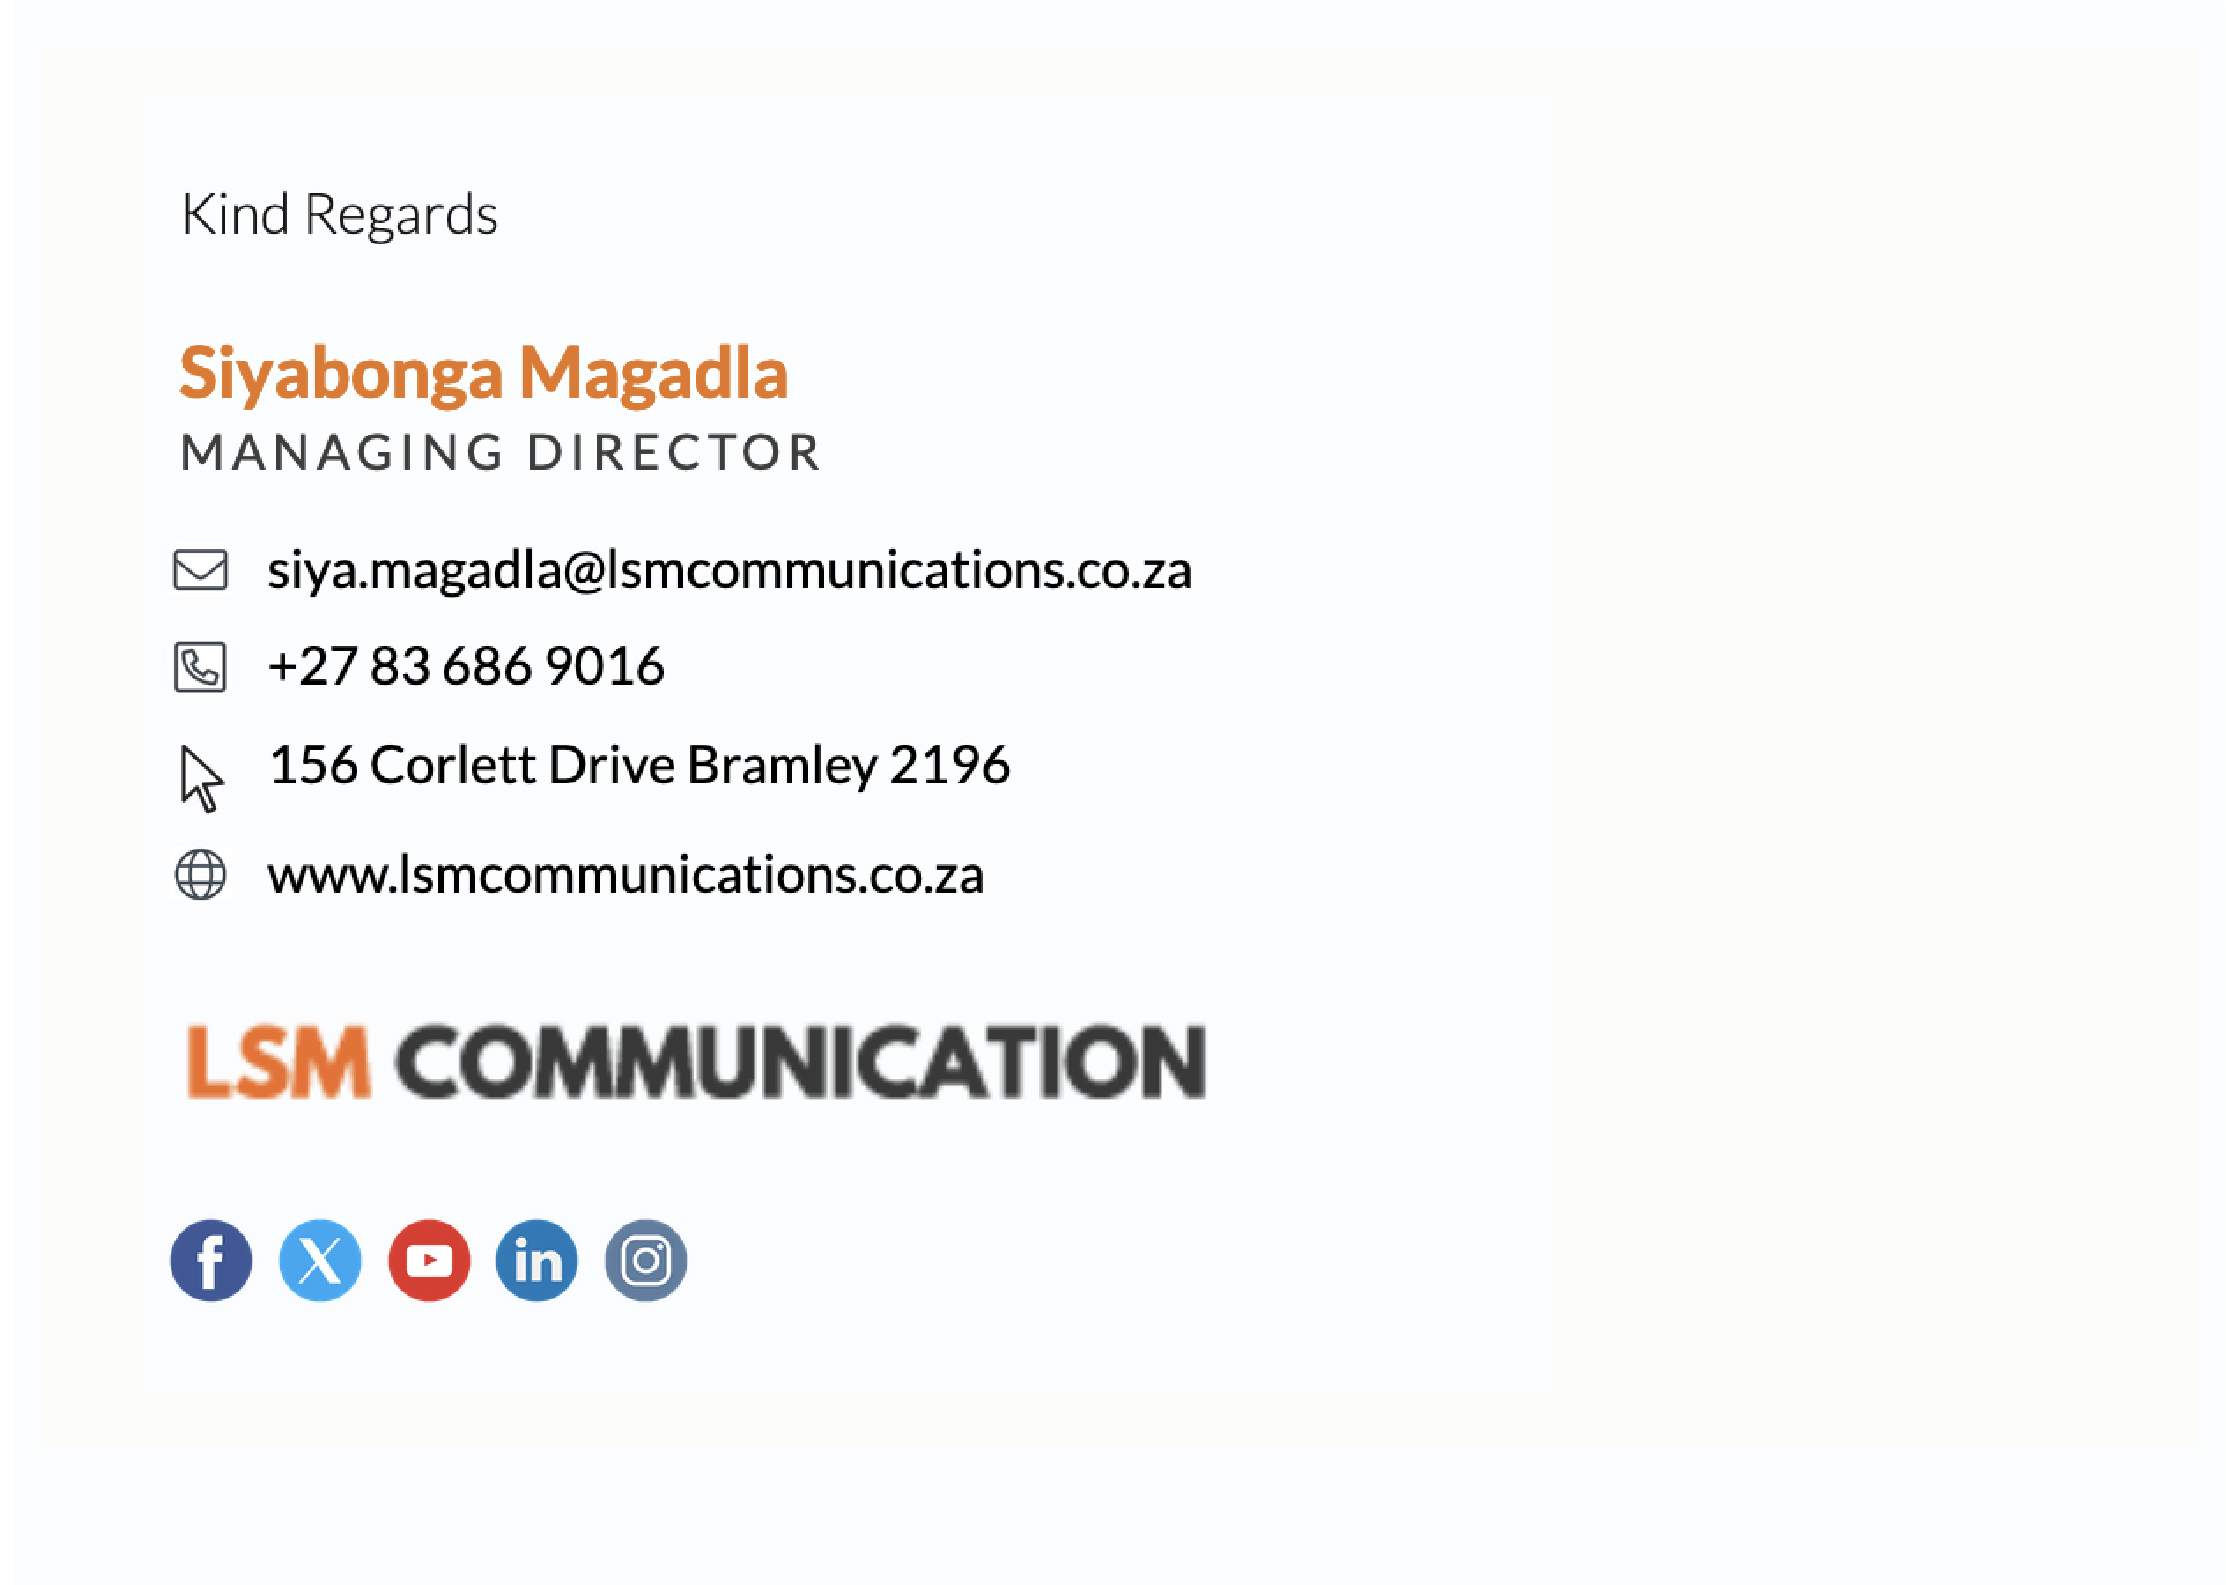 Kind Regards
Siyabonga Magadla
MANAGING DIRECTOR
siya.magadla@lsmcommunications.co.za
+27 83 686 9016
156 Corlett Drive Bramley 2196
www.lsmcommunications.co.za
LSM COMMUNICATION
f X in